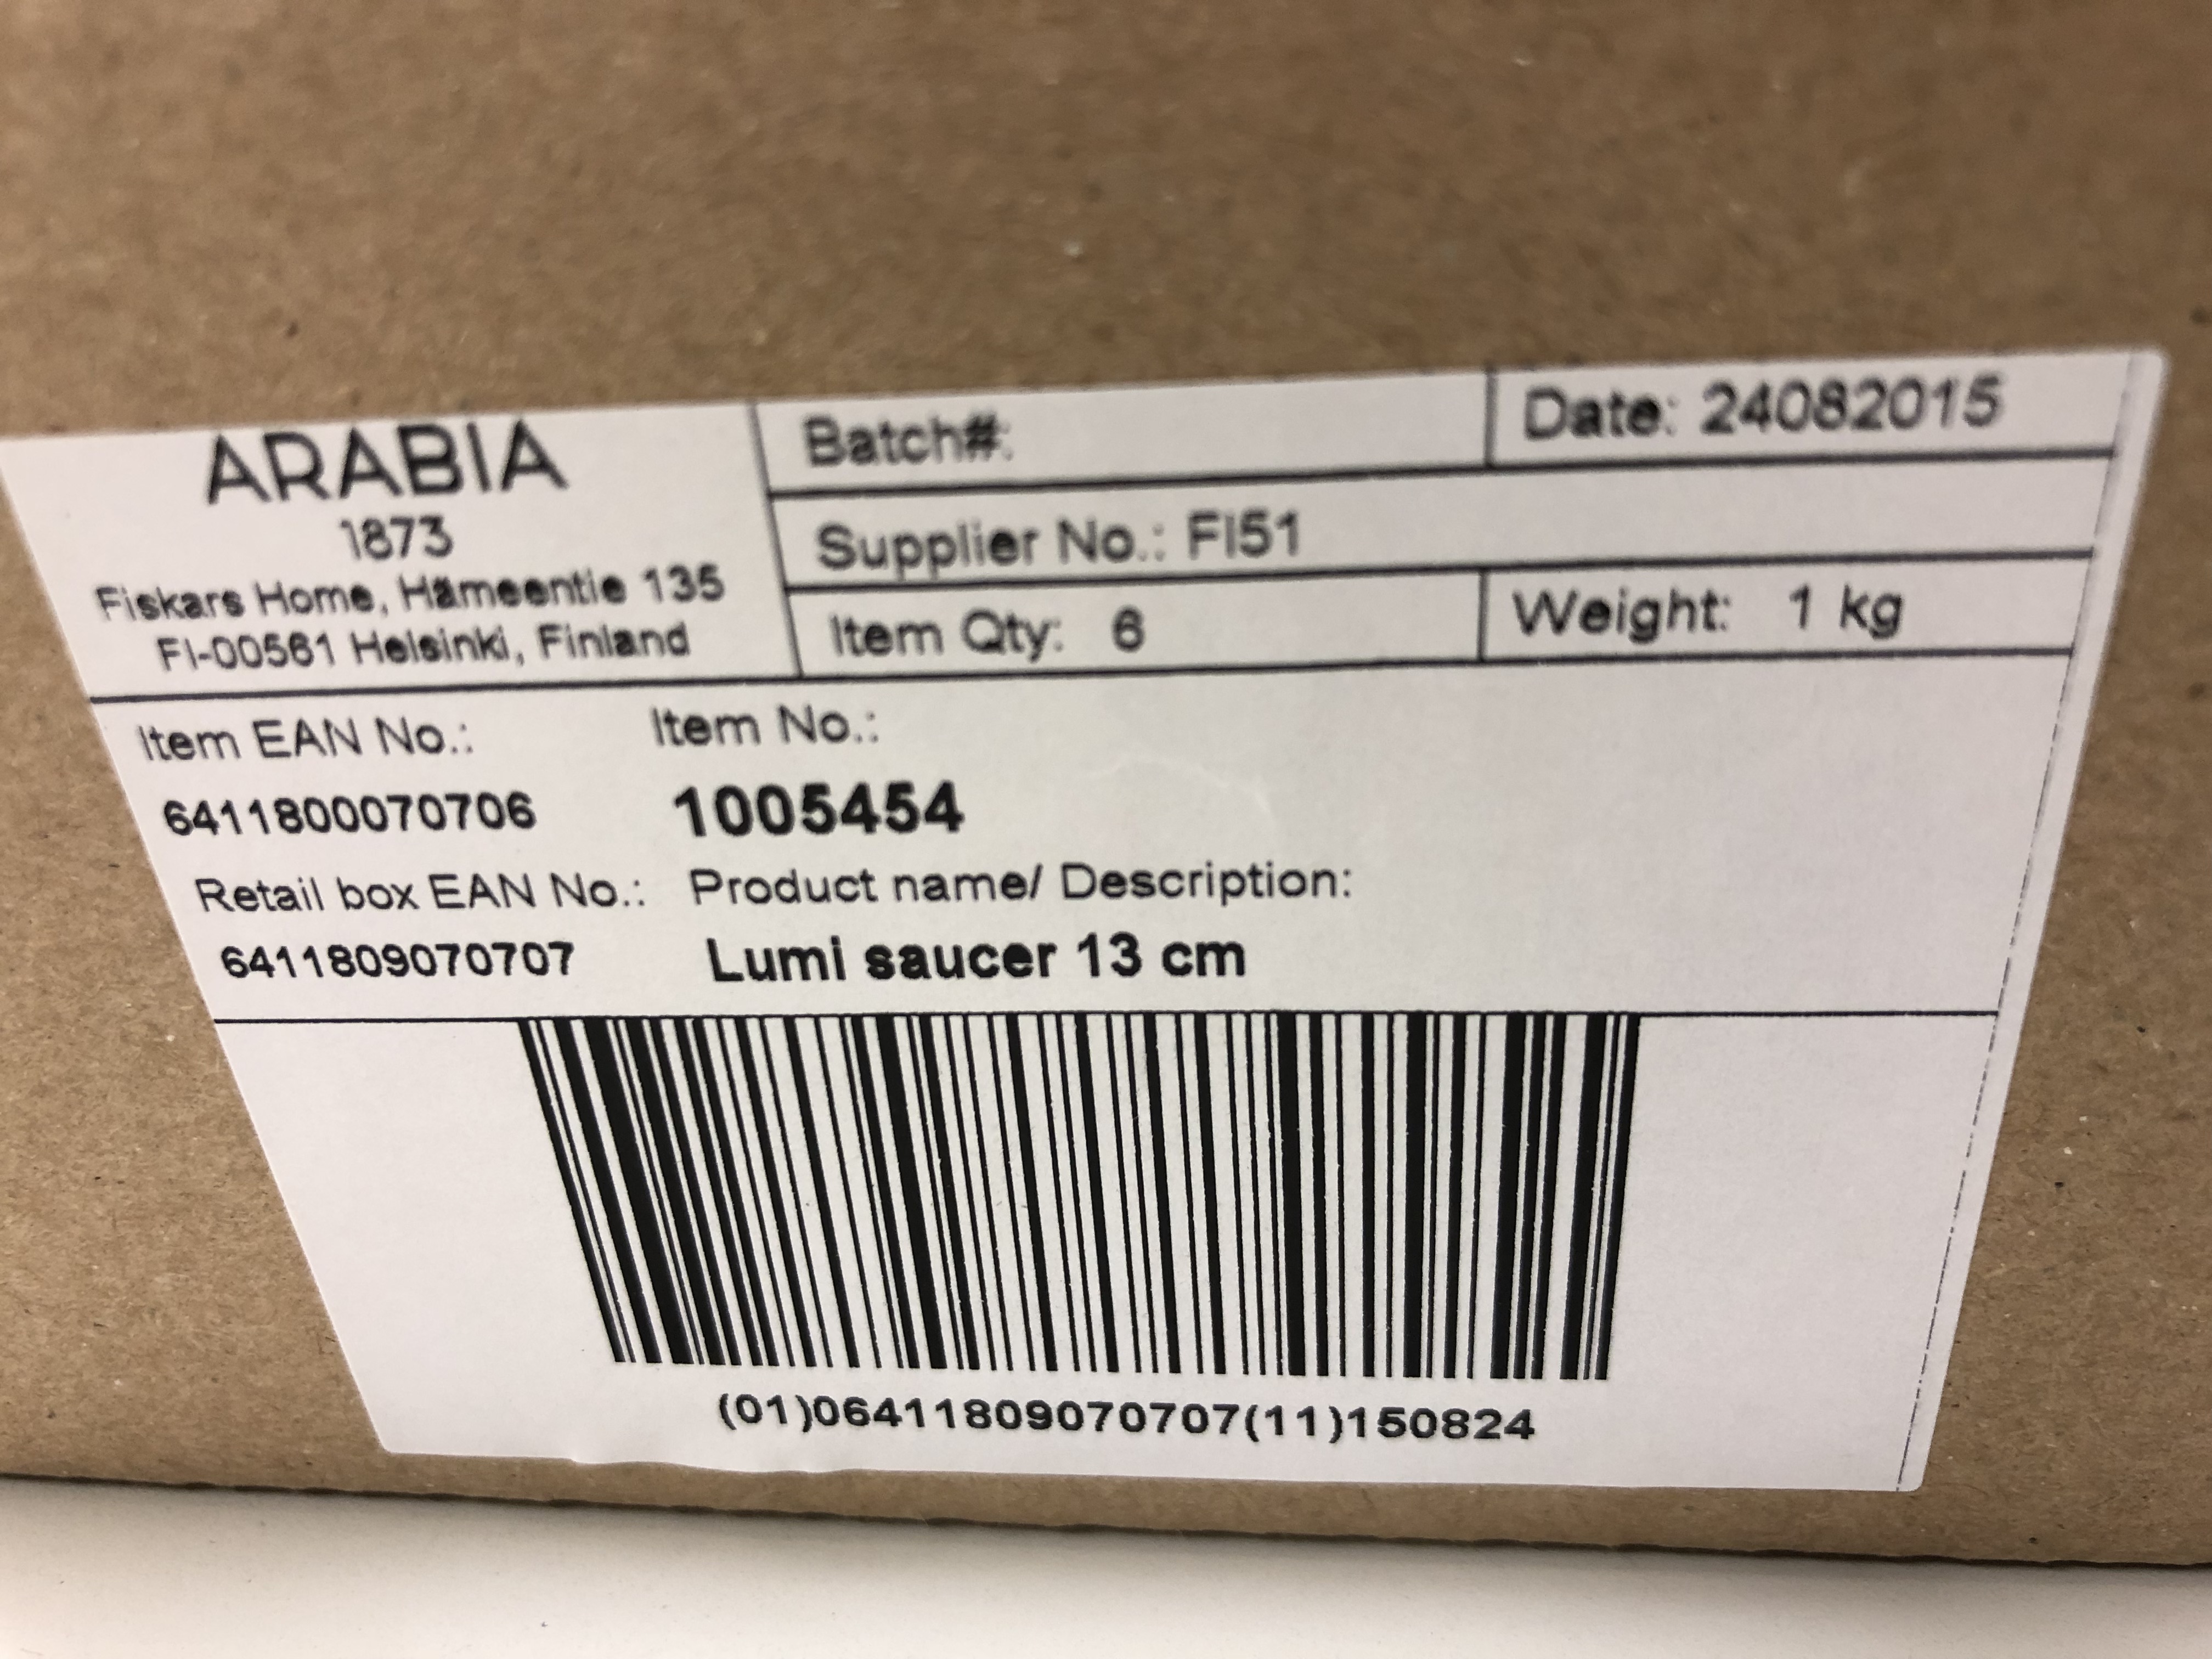 ARABIA
1873
Fiskars Home, Hämeentie 135
FI-00561 Helsinki, Finland
Batch#:
Date: 24082015
Supplier No.: FI51
Item Qty: 6
Weight: 1 kg
Item EAN No.:
Item No.:
6411800070706
1005454
Retail box EAN No.:
Product name/ Description:
6411809070707
Lumi saucer 13 cm
(01)06411809070707(11)150824